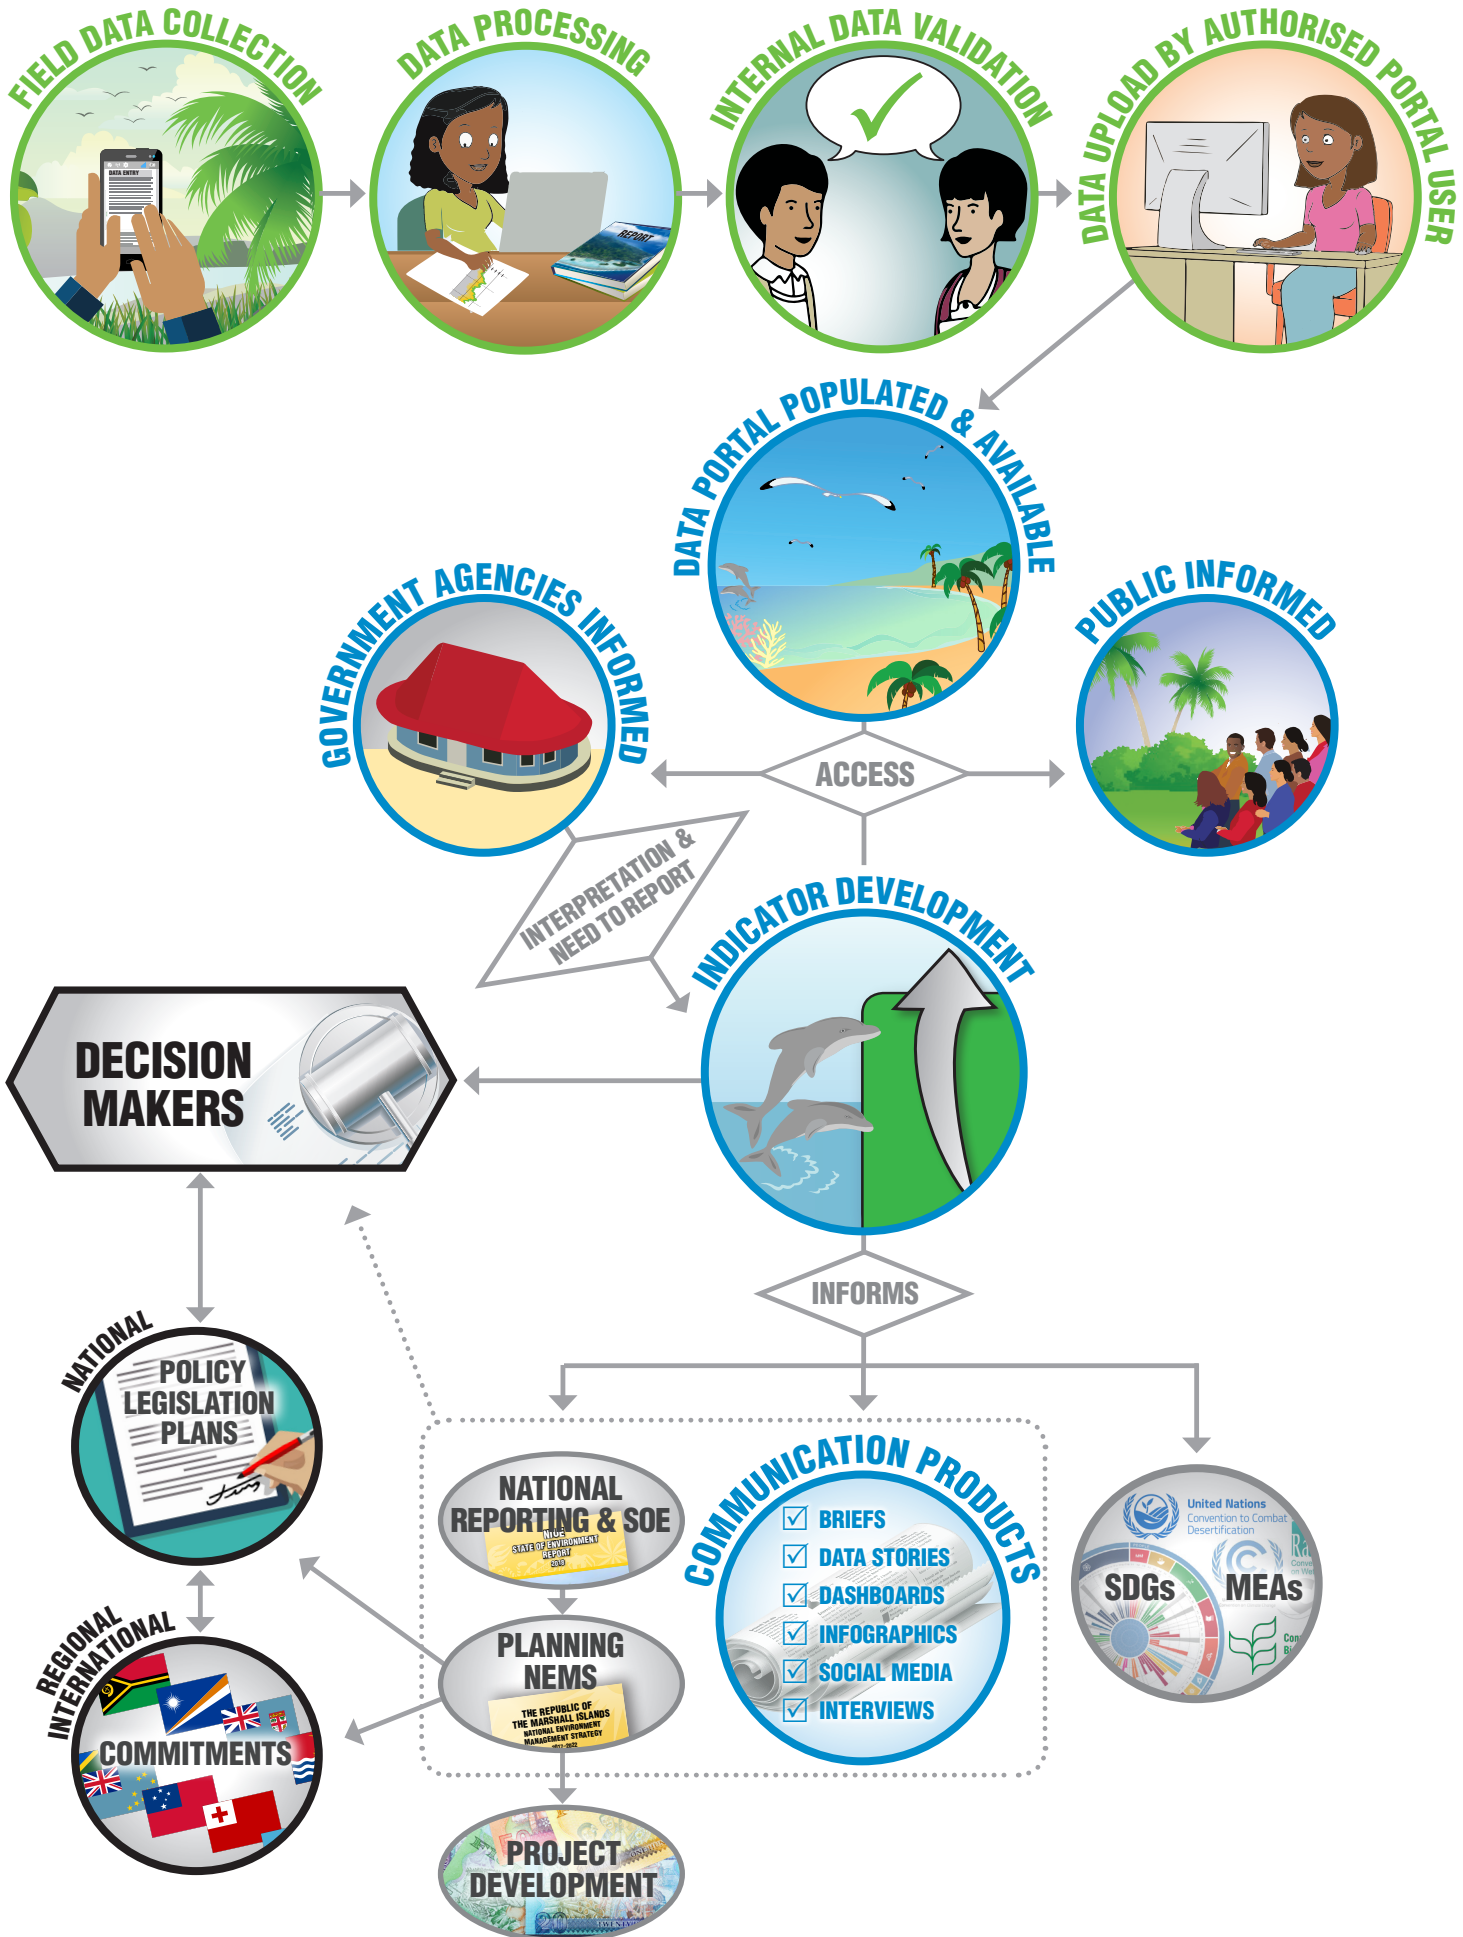 FIELD DATA COLLECTION
DATA PROCESSING
INTERNAL DATA VALIDATION
DATA UPLOAD BY AUTHORISED PORTAL USER
DATA ENTRY
REPORT
DATA PORTAL POPULATED & AVAILABLE
GOVERNMENT AGENCIES INFORMED
PUBLIC INFORMED
ACCESS
INTERPRETATION &
NEED TO REPORT
INDICATOR DEVELOPMENT
DECISION
MAKERS
INFORMS
NATIONAL
POLICY
LEGISLATION
PLANS
NATIONAL
REPORTING & SOE
NIUE
STATE OF ENVIRONMENT
REPORT
COMMUNICATION PRODUCTS
BRIEFS
DATA STORIES
DASHBOARDS
INFOGRAPHICS
SOCIAL MEDIA
INTERVIEWS
United Nations
Convention to Combat
Desertification
SDGs
MEAs
REGIONAL
INTERNATIONAL
COMMITMENTS
PLANNING
NEMS
THE REPUBLIC OF
THE MARSHALL ISLANDS
NATIONAL ENVIRONMENT
MANAGEMENT STRATEGY
2017-2022
PROJECT
DEVELOPMENT
20
TWENTY